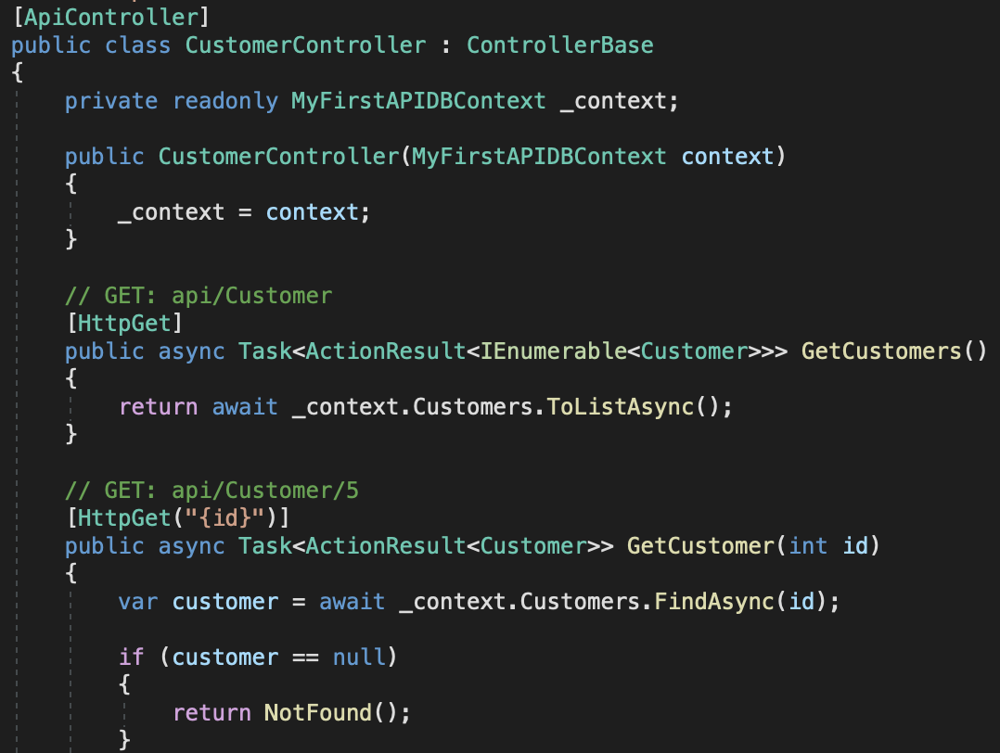 [ApiController]
public class CustomerController : ControllerBase
{
    private readonly MyFirstAPIDBContext _context;

    public CustomerController(MyFirstAPIDBContext context)
    {
        _context = context;
    }

    // GET: api/Customer
    [HttpGet]
    public async Task<ActionResult<IEnumerable<Customer>>> GetCustomers()
    {
        return await _context.Customers.ToListAsync();
    }

    // GET: api/Customer/5
    [HttpGet("{id}")]
    public async Task<ActionResult<Customer>> GetCustomer(int id)
    {
        var customer = await _context.Customers.FindAsync(id);

        if (customer == null)
        {
            return NotFound();
        }